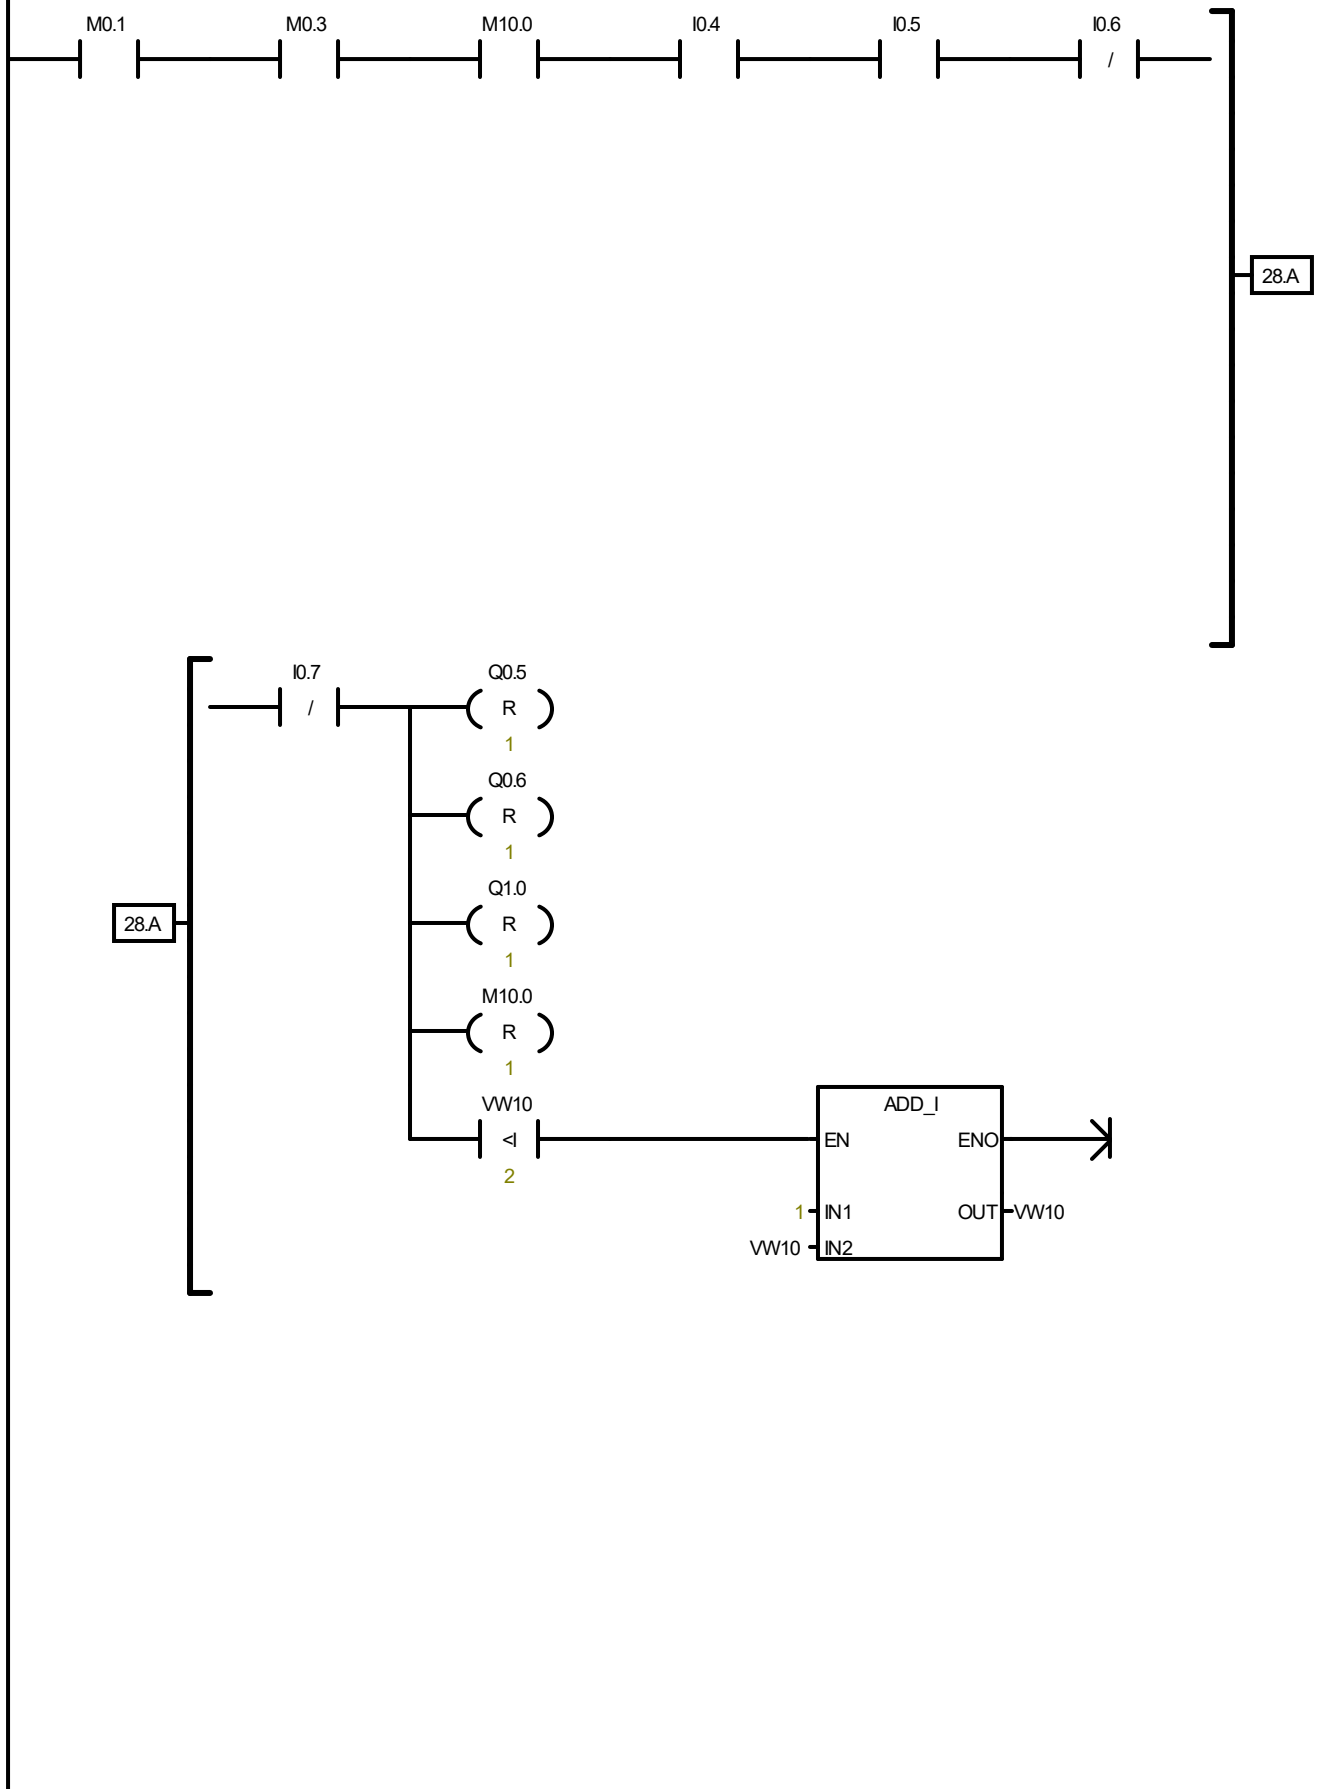 M0.1 M0.3 M10.0 I0.4 I0.5 I0.6
/
28.A
I0.7 Q0.5
/ R
1
Q0.6
R
1
Q1.0
28.A R
1
M10.0
R
1
VW10 ADD_I
<I EN ENO
2
1 IN1 OUT VW10
VW10 IN2